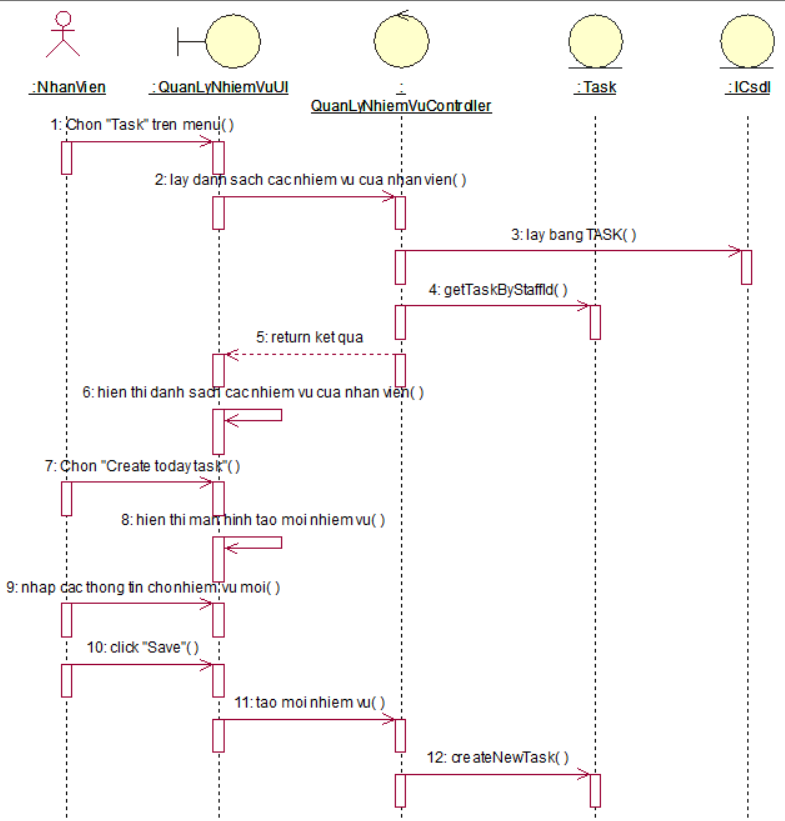 :NhanVien
:QuanLyNhiemVuUI
:
QuanLyNhiemVuController
:Task
:ICsdl
1: Chon "Task" tren menu( )
2: lay danh sach cac nhiem vu cua nhan vien( )
3: lay bang TASK( )
4: getTaskByStaffId( )
5: return ket qua
6: hien thi danh sach cac nhiem vu cua nhan vien( )
7: Chon "Create today task"( )
8: hien thi man hinh tao moi nhiem vu( )
9: nhap cac thong tin cho nhiem vu moi( )
10: click "Save"( )
11: tao moi nhiem vu( )
12: createNewTask( )